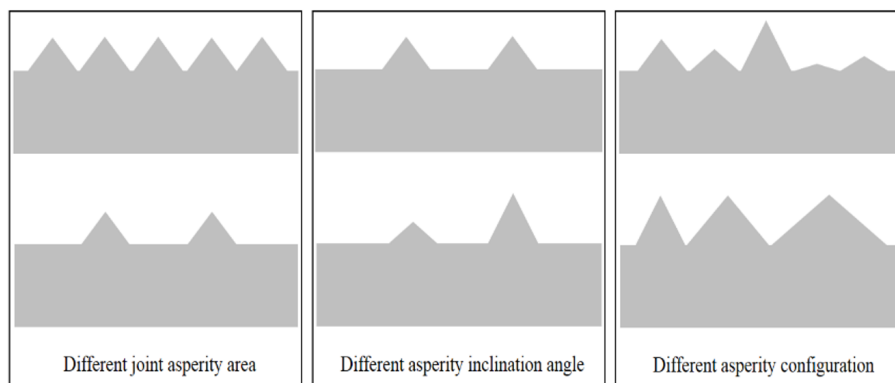 Different joint asperity area
Different asperity inclination angle
Different asperity configuration